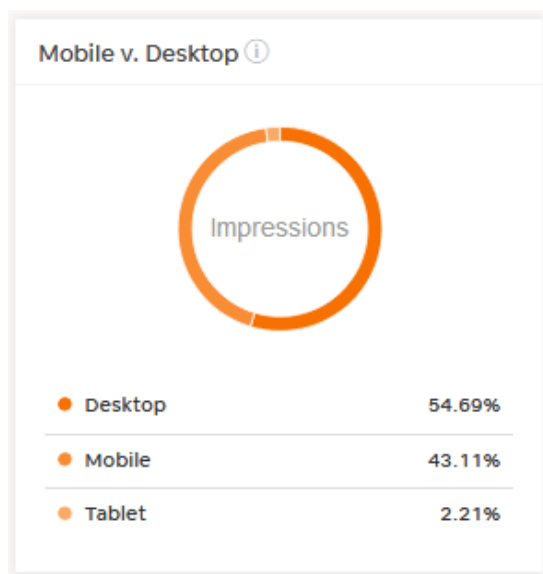 Mobile v. Desktop ⓘ
Impressions
Desktop 54.69%
Mobile 43.11%
Tablet 2.21%